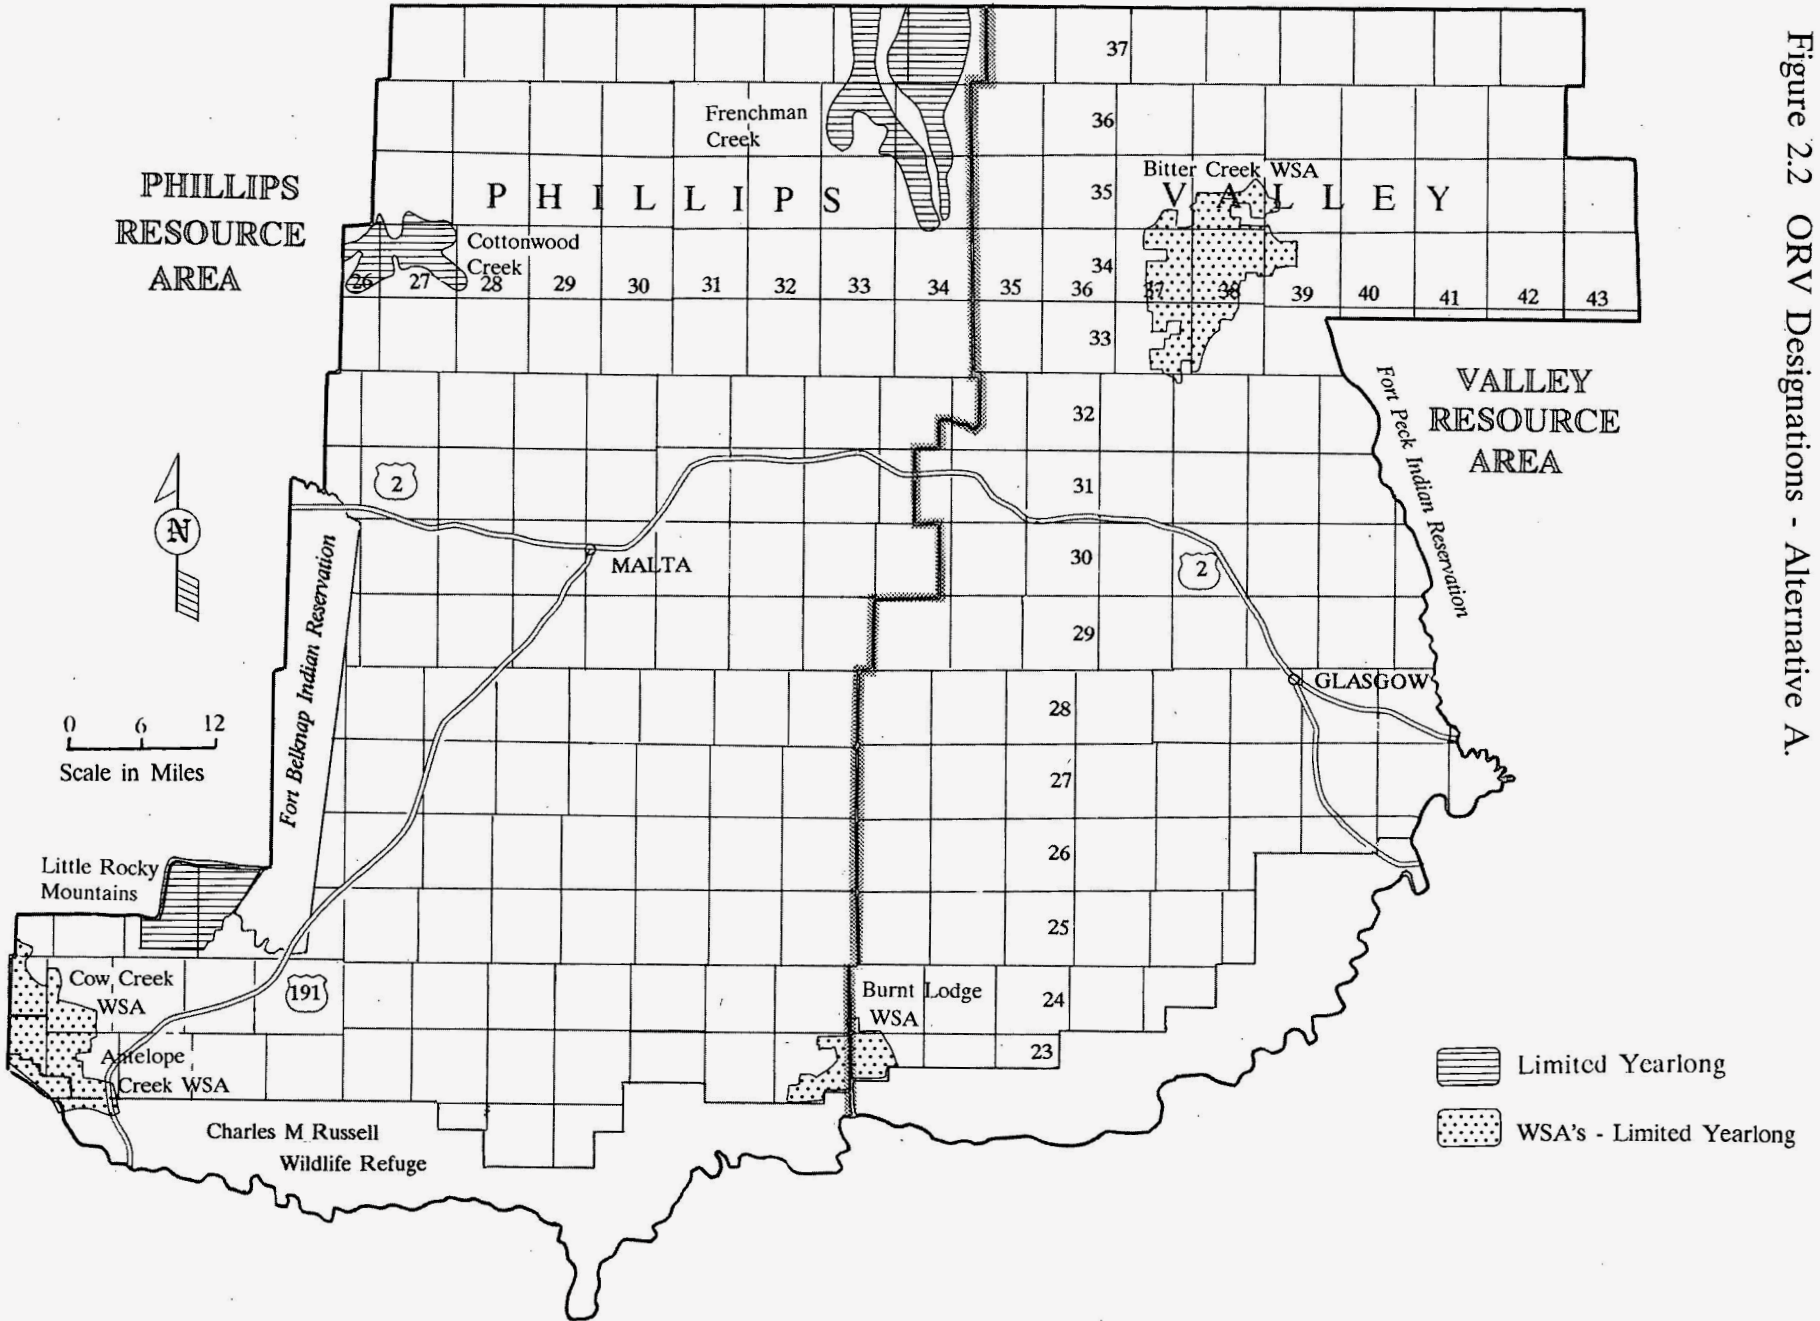 Figure 2.2 ORV Designations - Alternative A.
37
Frenchman
Creek
36
Bitter Creek WSA
PHILLIPS
RESOURCE
AREA
PHILLIPS
35
VALLEY
Cottonwood
Creek
34
26 27 28 29 30 31 32 33 34 35 36 37 38 39 40 41 42 43
33
VALLEY
RESOURCE
AREA
Fort Peck Indian Reservation
32
2
31
N
MALTA
30
2
Fort Belknap Indian Reservation
29
GLASGOW
28
0 6 12
Scale in Miles
27
26
Little Rocky
Mountains
25
Cow Creek
WSA
191
Burnt Lodge
WSA
24
23
Antelope
Creek WSA
Limited Yearlong
WSA's - Limited Yearlong
Charles M Russell
Wildlife Refuge